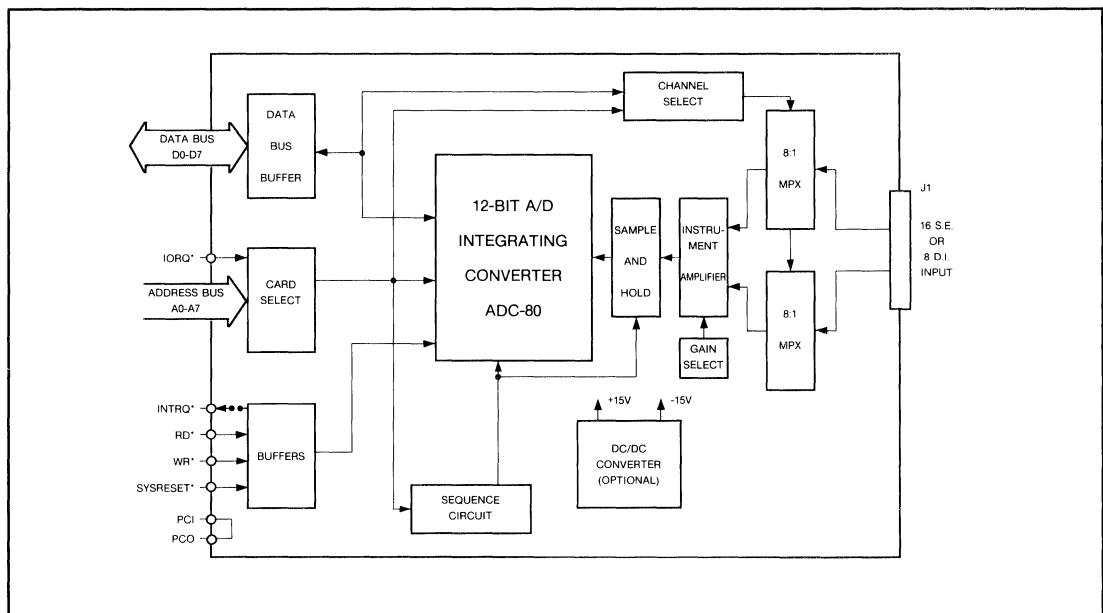 CHANNEL
SELECT
DATA
BUS
BUFFER
DATA BUS
D0-D7
8:1
MPX
J1
16 S.E.
OR
8 D.I.
INPUT
12-BIT A/D
INTEGRATING
CONVERTER
ADC-80
SAMPLE
AND
HOLD
INSTRU-
MENT
AMPLIFIER
IORQ*
CARD
SELECT
ADDRESS BUS
A0-A7
8:1
MPX
GAIN
SELECT
+15V
-15V
INTRQ*
RD*
WR*
SYSRESET*
BUFFERS
DC/DC
CONVERTER
(OPTIONAL)
SEQUENCE
CIRCUIT
PCI
PCO